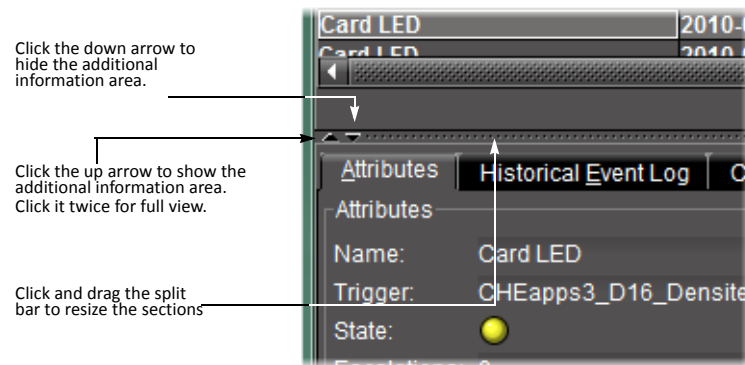 Card LED 2010-
Card LED 2010-
Click the down arrow to
hide the additional
information area.
Click the up arrow to show the
additional information area.
Click it twice for full view.
Attributes Historical Event Log
Attributes
Name: Card LED
Trigger: CHEapps3_D16_Densite
State:
Click and drag the split
bar to resize the sections